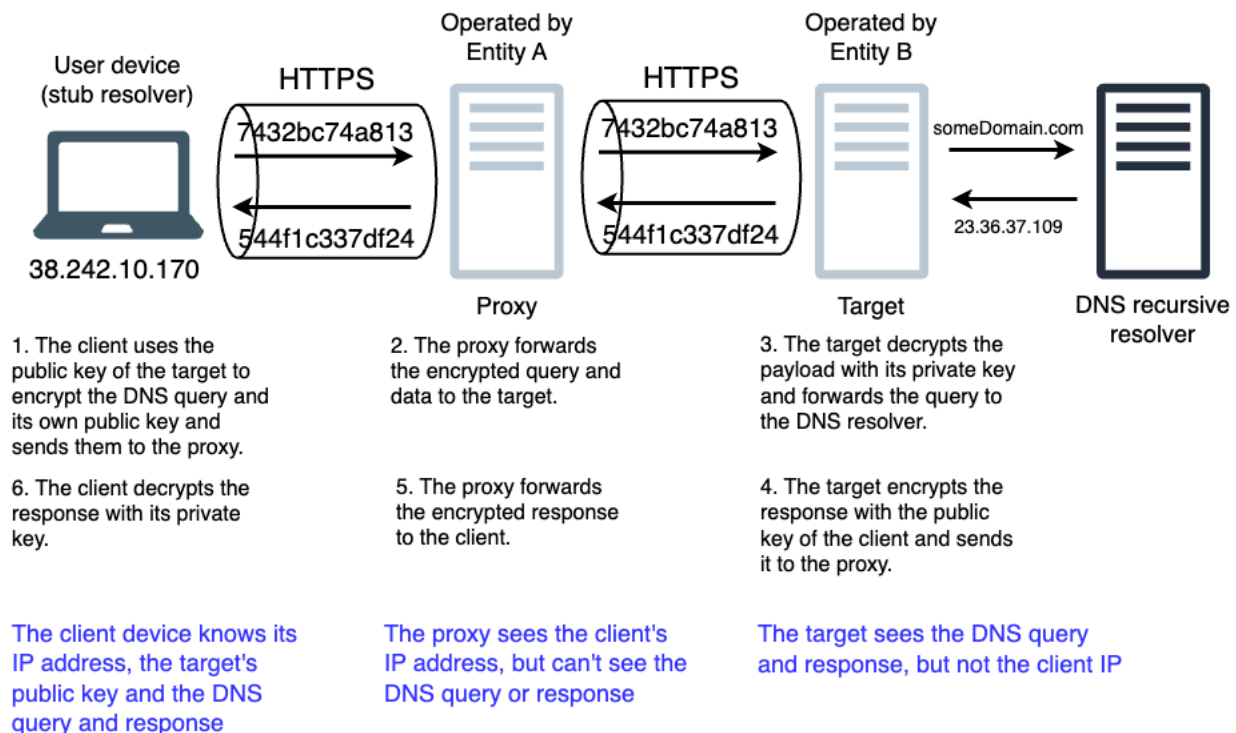 Operated by
Entity A
Operated by
Entity B
User device
(stub resolver)
HTTPS
HTTPS
7432bc74a813
7432bc74a813
someDomain.com
544f1c337df24
544f1c337df24
23.36.37.109
38.242.10.170
Proxy
Target
DNS recursive
resolver
1. The client uses the
public key of the target to
encrypt the DNS query and
its own public key and
sends them to the proxy.
2. The proxy forwards
the encrypted query and
data to the target.
3. The target decrypts the
payload with its private key
and forwards the query to
the DNS resolver.
6. The client decrypts the
response with its private
key.
5. The proxy forwards
the encrypted response
to the client.
4. The target encrypts the
response with the public
key of the client and sends
it to the proxy.
The client device knows its
IP address, the target's
public key and the DNS
query and response
The proxy sees the client's
IP address, but can't see the
DNS query or response
The target sees the DNS query
and response, but not the client IP